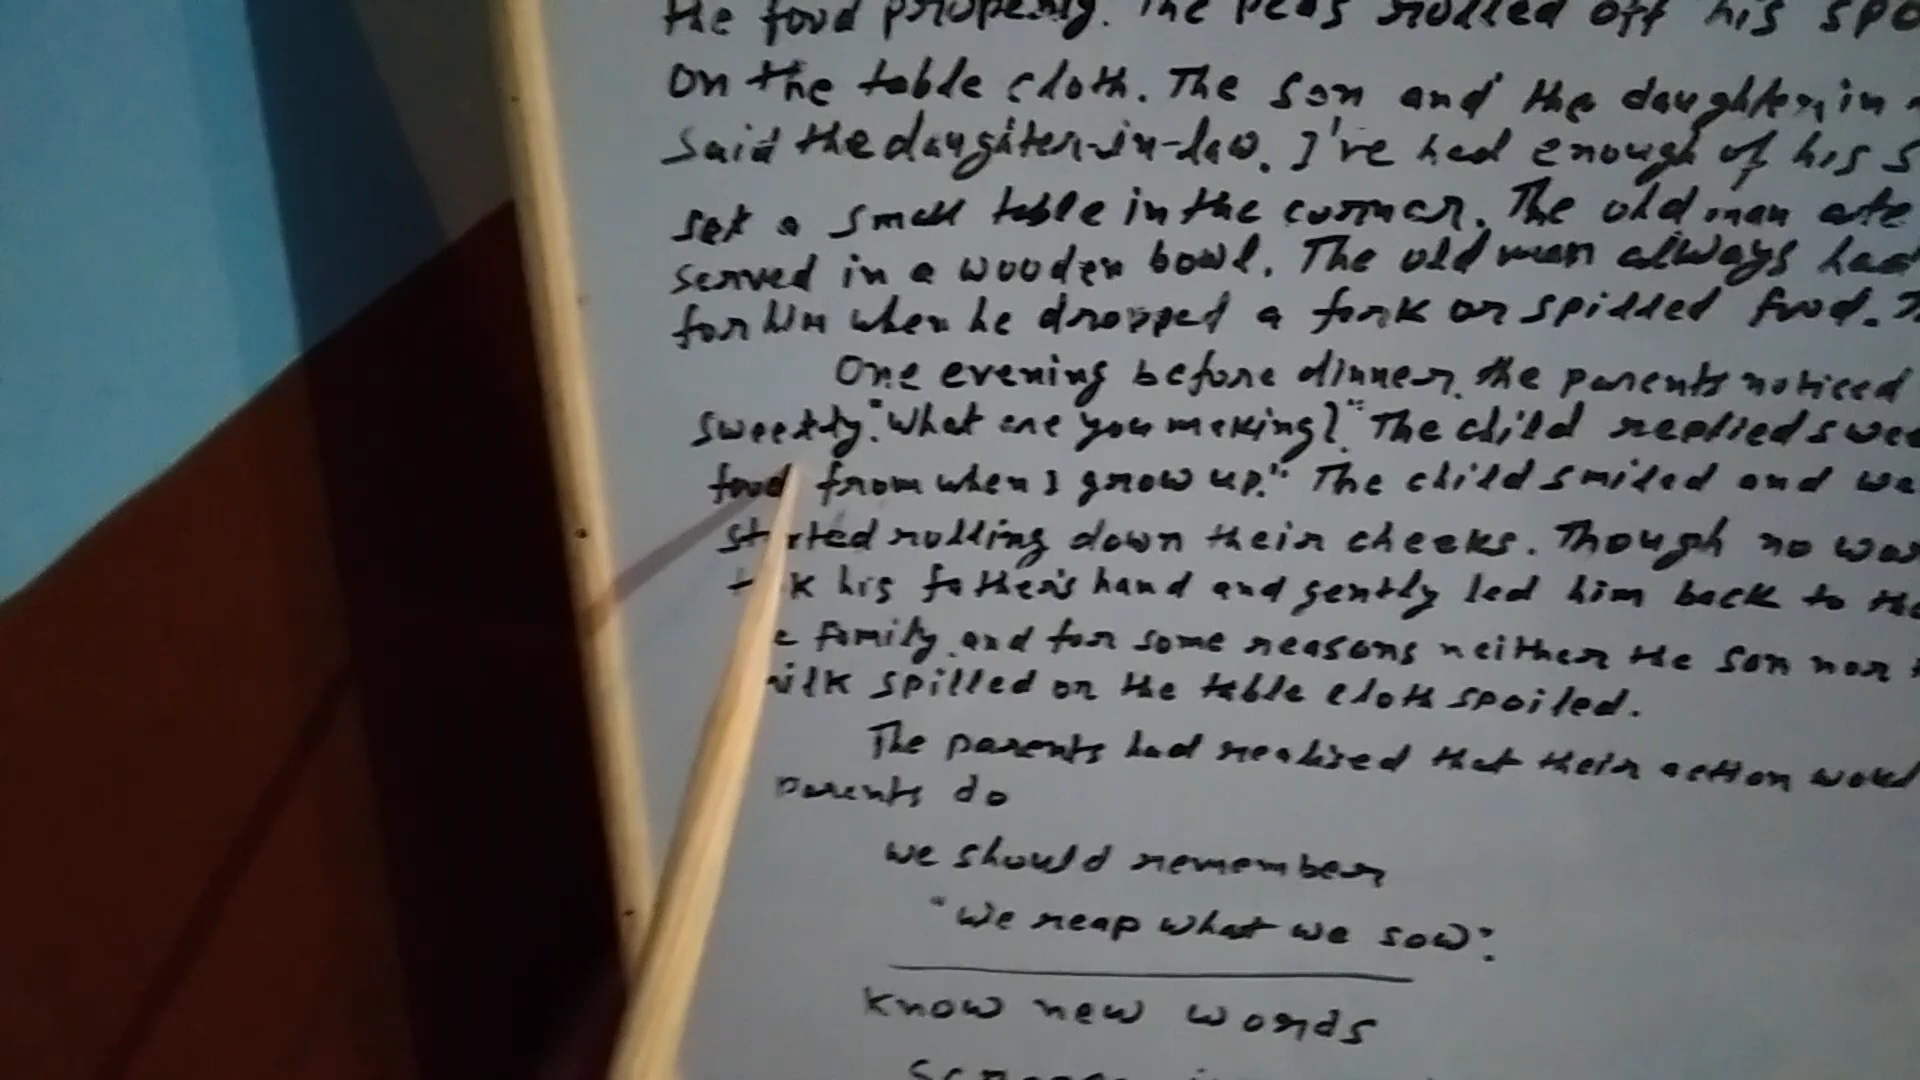 the food properly. The peas rolled off his spo
on the table cloth. The son and the daughter, in
said the daughter-in-law. I've had enough of his s
set a small table in the corner. The old man ate
served in a wooden bowl. The old man always had
for him when he dropped a fork or spilled food.
One evening before dinner, the parents noticed
sweetly. "What are you making?" The child replied swee
food from when I grow up." The child smiled and we
started rolling down their cheeks. Though no wor
his father's hand and gently led him back to the
e family and for some reasons neither the son nor
milk spilled or the table cloth spoiled.
The parents had realised that their action woul
parents do
we should remember
"We reap what we sow".
know new words